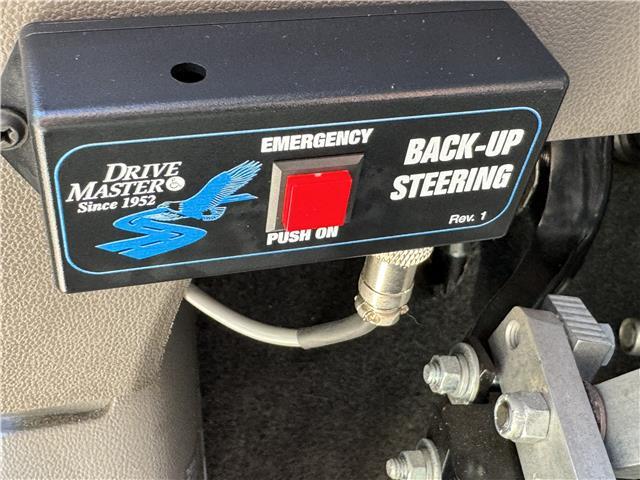 DRIVE
MASTER
Since 1952
EMERGENCY
PUSH ON
BACK-UP
STEERING
Rev. 1